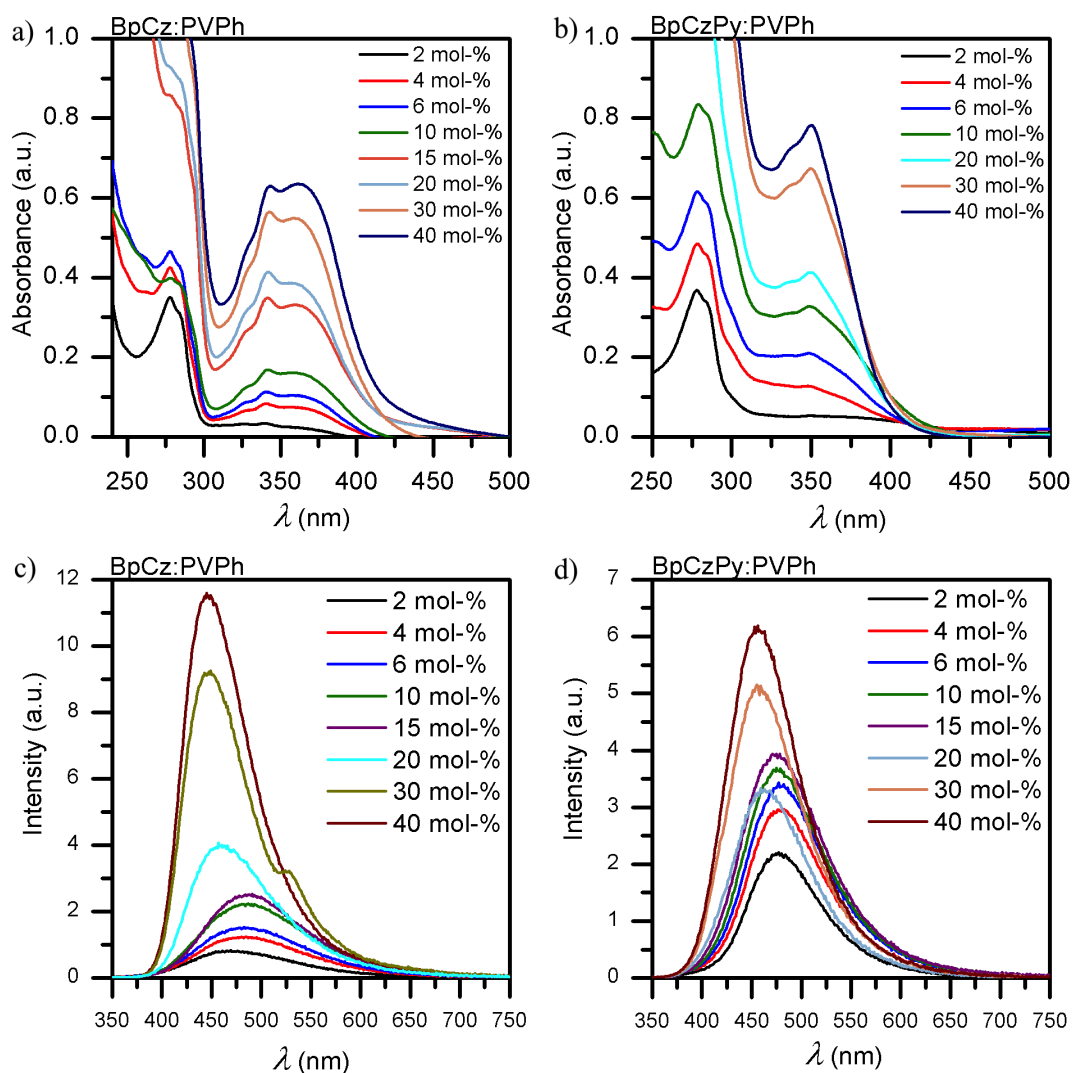 a)
BpCz:PVPh
1.0
0.8
0.6
0.4
0.2
0.0
Absorbance (a.u.)
2 mol-%
4 mol-%
6 mol-%
10 mol-%
15 mol-%
20 mol-%
30 mol-%
40 mol-%
250 300 350 400 450 500
λ (nm)
b)
BpCzPy:PVPh
1.0
0.8
0.6
0.4
0.2
0.0
Absorbance (a.u.)
2 mol-%
4 mol-%
6 mol-%
10 mol-%
20 mol-%
30 mol-%
40 mol-%
250 300 350 400 450 500
λ (nm)
c)
BpCz:PVPh
12
10
8
6
4
2
0
Intensity (a.u.)
2 mol-%
4 mol-%
6 mol-%
10 mol-%
15 mol-%
20 mol-%
30 mol-%
40 mol-%
350 400 450 500 550 600 650 700 750
λ (nm)
d)
BpCzPy:PVPh
7
6
5
4
3
2
1
0
Intensity (a.u.)
2 mol-%
4 mol-%
6 mol-%
10 mol-%
15 mol-%
20 mol-%
30 mol-%
40 mol-%
350 400 450 500 550 600 650 700 750
λ (nm)